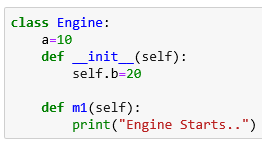 class Engine:
    a=10
    def __init__(self):
        self.b=20

    def m1(self):
        print("Engine Starts..")